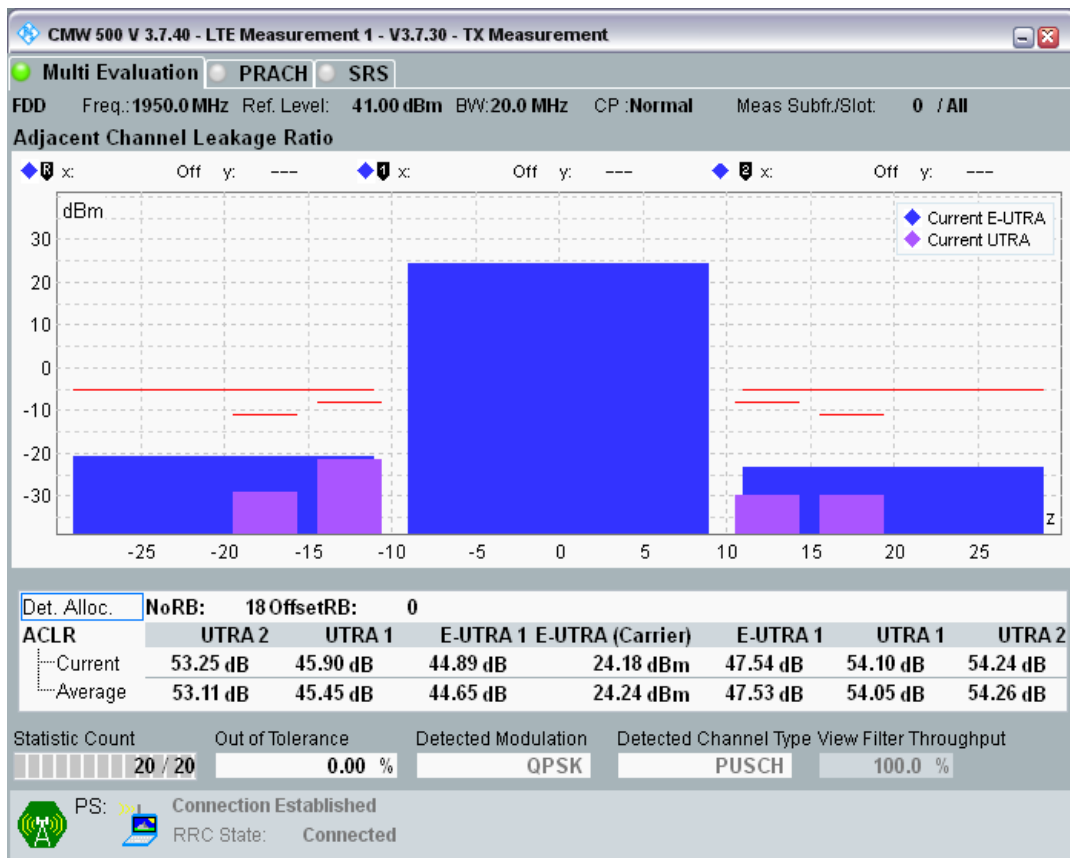 CMW 500 V 3.7.40 - LTE Measurement 1 - V3.7.30 - TX Measurement
Multi Evaluation PRACH SRS
FDD Freq.: 1950.0 MHz Ref. Level: 41.00 dBm BW: 20.0 MHz CP : Normal Meas Subfr./Slot: 0 / All
Adjacent Channel Leakage Ratio
R x: Off y: --- 1 x: Off y: --- 2 x: Off y: ---
dBm
Current E-UTRA
Current UTRA
30
20
10
0
-10
-20
-30
z
-25 -20 -15 -10 -5 0 5 10 15 20 25
Det. Alloc. NoRB: 18 OffsetRB: 0
ACLR UTRA 2 UTRA 1 E-UTRA 1 E-UTRA (Carrier) E-UTRA 1 UTRA 1 UTRA 2
Current 53.25 dB 45.90 dB 44.89 dB 24.18 dBm 47.54 dB 54.10 dB 54.24 dB
Average 53.11 dB 45.45 dB 44.65 dB 24.24 dBm 47.53 dB 54.05 dB 54.26 dB
Statistic Count Out of Tolerance Detected Modulation Detected Channel Type View Filter Throughput
20 / 20 0.00 % QPSK PUSCH 100.0 %
PS: Connection Established
RRC State: Connected